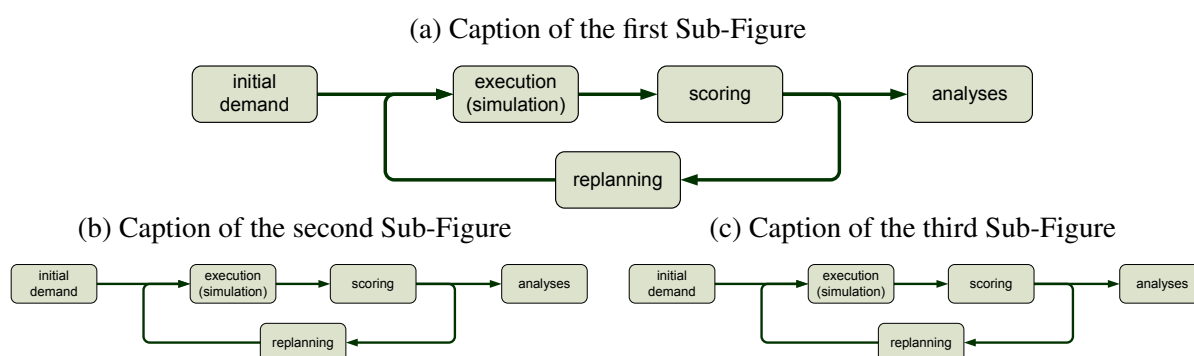 (a) Caption of the first Sub-Figure
initial
demand
execution
(simulation)
scoring
analyses
replanning
(b) Caption of the second Sub-Figure
initial
demand
execution
(simulation)
scoring
analyses
replanning
(c) Caption of the third Sub-Figure
initial
demand
execution
(simulation)
scoring
analyses
replanning